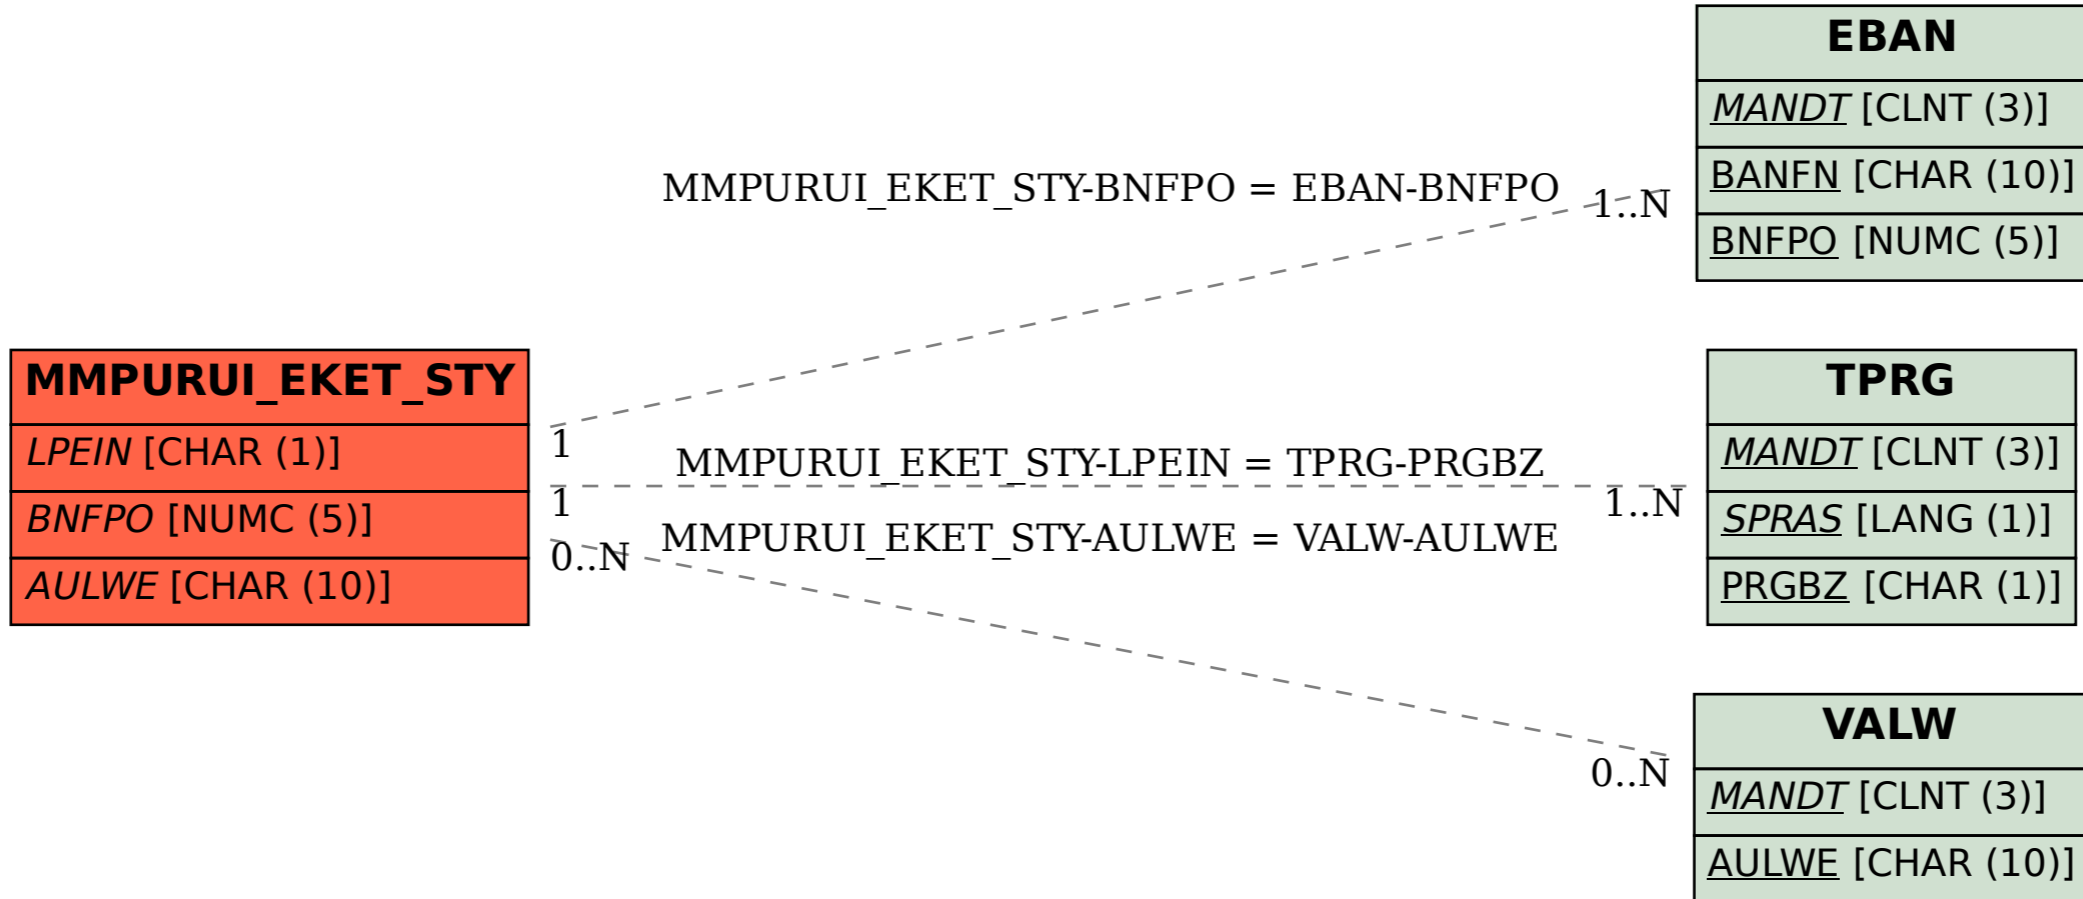 EBAN
MANDT [CLNT (3)]
BANFN [CHAR (10)]
BNFPO [NUMC (5)]
MMPURUI_EKET_STY-BNFPO = EBAN-BNFPO
1..N
MMPURUI_EKET_STY
LPEIN [CHAR (1)]
BNFPO [NUMC (5)]
AULWE [CHAR (10)]
1
MMPURUI_EKET_STY-LPEIN = TPRG-PRGBZ
1
1..N
0..N
MMPURUI_EKET_STY-AULWE = VALW-AULWE
TPRG
MANDT [CLNT (3)]
SPRAS [LANG (1)]
PRGBZ [CHAR (1)]
0..N
VALW
MANDT [CLNT (3)]
AULWE [CHAR (10)]